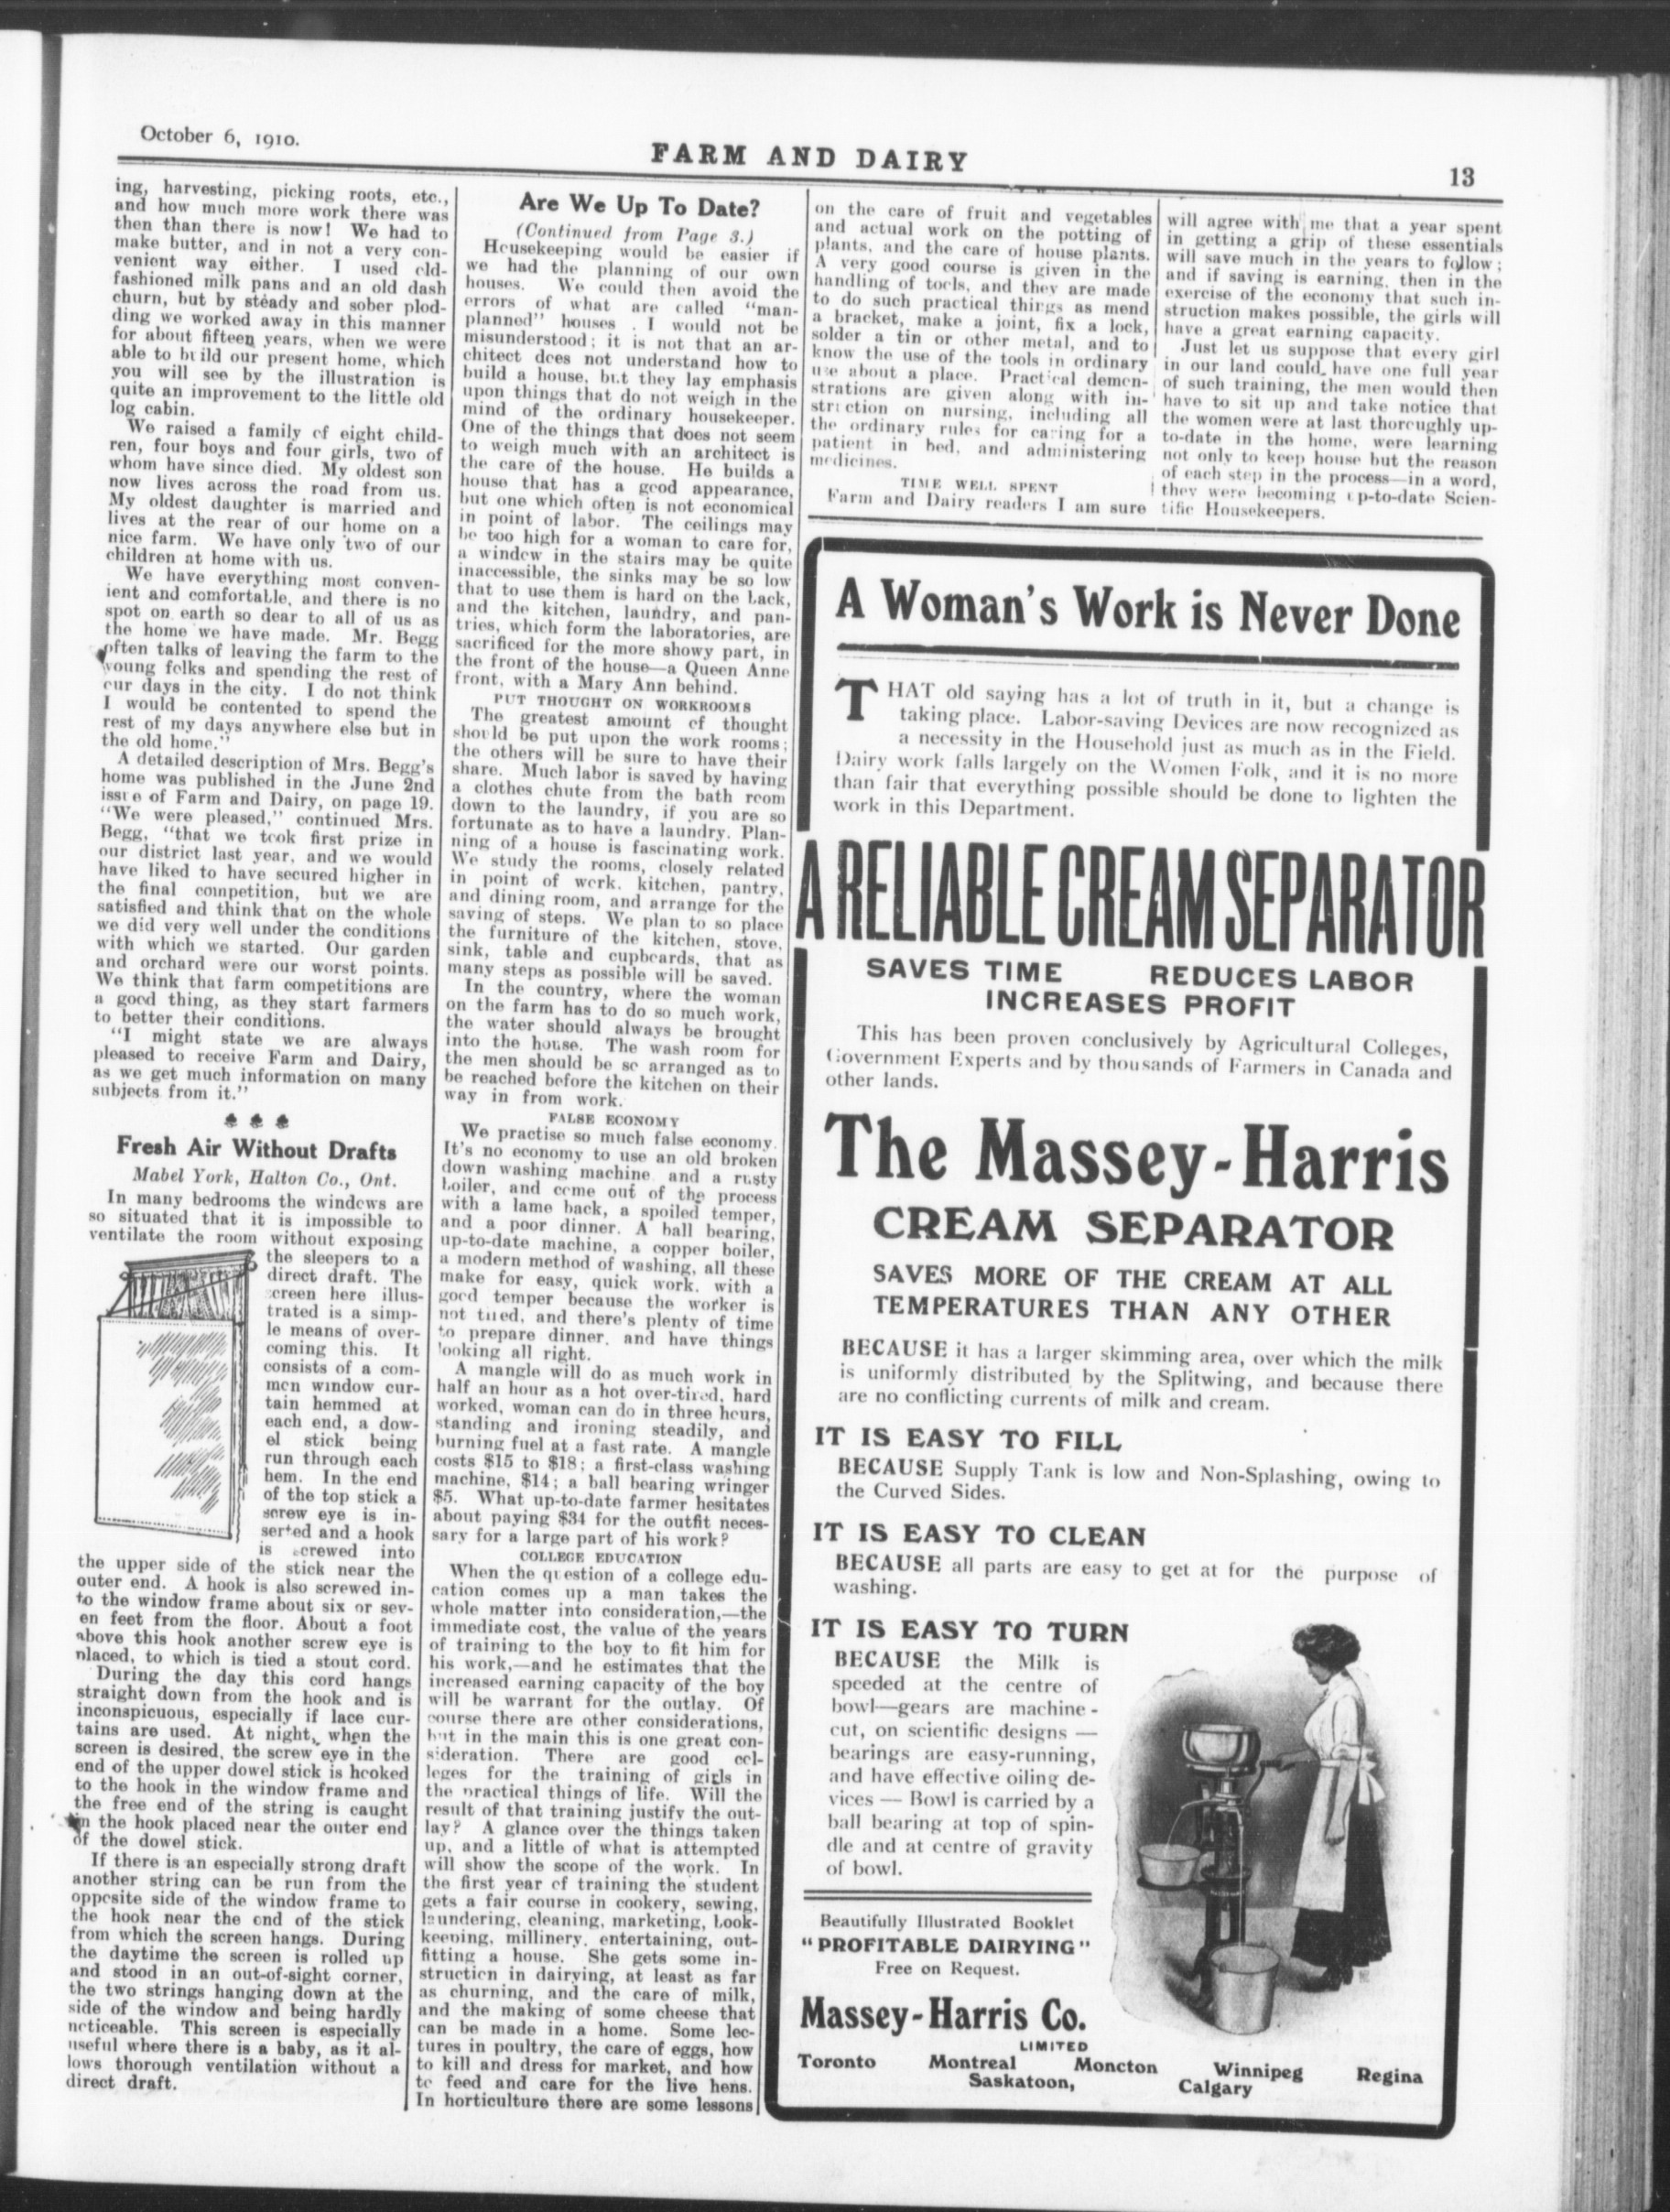 October 6, 1910.
FARM AND DAIRY
13
ing, harvesting, picking roots, etc.,
and how much more work there was
then than there is now! We had to
make butter, and in not a very con-
venient way either. I used old-
fashioned milk pans and an old dash
churn, but by steady and sober plod-
ding we worked away in this manner
for about fifteen years, when we were
able to build our present home, which
you will see by the illustration is
quite an improvement to the little old
log cabin.
We raised a family of eight child-
ren, four boys and four girls, two of
whom have since died. My oldest son
now lives across the road from us.
My oldest daughter is married and
lives at the rear of our home on a
nice farm. We have only two of our
children at home with us.
We have everything most conven-
ient and comfortable, and there is no
spot on earth so dear to all of us as
the home we have made. Mr. Begg
often talks of leaving the farm to the
young folks and spending the rest of
our days in the city. I do not think
I would be contented to spend the
rest of my days anywhere else but in
the old home."
A detailed description of Mrs. Begg's
home was published in the June 2nd
issue of Farm and Dairy, on page 19.
"We were pleased," continued Mrs.
Begg, "that we took first prize in
our district last year, and we would
have liked to have secured higher in
the final competition, but we are
satisfied and think that on the whole
we did very well under the conditions
with which we started. Our garden
and orchard were our worst points.
We think that farm competitions are
a good thing, as they start farmers
to better their conditions.
"I might state we are always
pleased to receive Farm and Dairy,
as we get much information on many
subjects from it."
Fresh Air Without Drafts
Mabel York, Halton Co., Ont.
In many bedrooms the windows are
so situated that it is impossible to
ventilate the room without exposing
the sleepers to a
direct draft. The
screen here illus-
trated is a simp-
le means of over-
coming this. It
consists of a com-
mon window cur-
tain hemmed at
each end, a dow-
el stick being
run through each
hem. In the end
of the top stick a
screw eye is in-
serted and a hook
is screwed into
the upper side of the stick near the
outer end. A hook is also screwed in-
to the window frame about six or sev-
en feet from the floor. About a foot
above this hook another screw eye is
placed, to which is tied a stout cord.
During the day this cord hangs
straight down from the hook and is
inconspicuous, especially if lace cur-
tains are used. At night, when the
screen is desired, the screw eye in the
end of the upper dowel stick is hooked
to the hook in the window frame and
the free end of the string is caught
in the hook placed near the outer end
of the dowel stick.
If there is an especially strong draft
another string can be run from the
opposite side of the window frame to
the hook near the end of the stick
from which the screen hangs. During
the daytime the screen is rolled up
and stood in an out-of-sight corner,
the two strings hanging down at the
side of the window and being hardly
noticeable. This screen is especially
useful where there is a baby, as it al-
lows thorough ventilation without a
direct draft.
Are We Up To Date?
(Continued from Page 3.)
Housekeeping would be easier if
we had the planning of our own
houses. We could then avoid the
errors of what are called "man-
planned" houses . I would not be
misunderstood; it is not that an ar-
chitect does not understand how to
build a house, but they lay emphasis
upon things that do not weigh in the
mind of the ordinary housekeeper.
One of the things that does not seem
to weigh much with an architect is
the care of the house. He builds a
house that has a good appearance,
but one which often is not economical
in point of labor. The ceilings may
be too high for a woman to care for,
a window in the stairs may be quite
inaccessible, the sinks may be so low
that to use them is hard on the back,
and the kitchen, laundry, and pan-
tries, which form the laboratories, are
sacrificed for the more showy part, in
the front of the house—a Queen Anne
front, with a Mary Ann behind.
PUT THOUGHT ON WORKROOMS
The greatest amount of thought
should be put upon the work rooms;
the others will be sure to have their
share. Much labor is saved by having
a clothes chute from the bath room
down to the laundry, if you are so
fortunate as to have a laundry. Plan-
ning of a house is fascinating work.
We study the rooms, closely related
in point of work, kitchen, pantry,
and dining room, and arrange for the
saving of steps. We plan to so place
the furniture of the kitchen, stove,
sink, table and cupboards, that as
many steps as possible will be saved.
In the country, where the woman
on the farm has to do so much work,
the water should always be brought
into the house. The wash room for
the men should be so arranged as to
be reached before the kitchen on their
way in from work.
FALSE ECONOMY
We practise so much false economy.
It's no economy to use an old broken
down washing machine and a rusty
boiler, and come out of the process
with a lame back, a spoiled temper,
and a poor dinner. A ball bearing,
up-to-date machine, a copper boiler,
a modern method of washing, all these
make for easy, quick work, with a
good temper because the worker is
not tired, and there's plenty of time
to prepare dinner, and have things
looking all right.
A mangle will do as much work in
half an hour as a hot over-tired, hard
worked, woman can do in three hours,
standing and ironing steadily, and
burning fuel at a fast rate. A mangle
costs $15 to $18; a first-class washing
machine, $14; a ball bearing wringer
$5. What up-to-date farmer hesitates
about paying $34 for the outfit neces-
sary for a large part of his work?
COLLEGE EDUCATION
When the question of a college edu-
cation comes up a man takes the
whole matter into consideration,—the
immediate cost, the value of the years
of training to the boy to fit him for
his work,—and he estimates that the
increased earning capacity of the boy
will be warrant for the outlay. Of
course there are other considerations,
but in the main this is one great con-
sideration. There are good col-
leges for the training of girls in
the practical things of life. Will the
result of that training justify the out-
lay? A glance over the things taken
up, and a little of what is attempted
will show the scope of the work. In
the first year of training the student
gets a fair course in cookery, sewing,
laundering, cleaning, marketing, book-
keeping, millinery, entertaining, out-
fitting a house. She gets some in-
struction in dairying, at least as far
as churning, and the care of milk,
and the making of some cheese that
can be made in a home. Some lec-
tures in poultry, the care of eggs, how
to kill and dress for market, and how
to feed and care for the live hens.
In horticulture there are some lessons
on the care of fruit and vegetables
and actual work on the potting of
plants, and the care of house plants.
A very good course is given in the
handling of tools, and they are made
to do such practical things as mend
a bracket, make a joint, fix a lock,
solder a tin or other metal, and to
know the use of the tools in ordinary
use about a place. Practical demon-
strations are given along with in-
struction on nursing, including all
the ordinary rules for caring for a
patient in bed, and administering
medicines.
TIME WELL SPENT
Farm and Dairy readers I am sure
will agree with me that a year spent
in getting a grip of these essentials
will save much in the years to follow;
and if saving is earning, then in the
exercise of the economy that such in-
struction makes possible, the girls will
have a great earning capacity.
Just let us suppose that every girl
in our land could have one full year
of such training, the men would then
have to sit up and take notice that
the women were at last thoroughly up-
to-date in the home, were learning
not only to keep house but the reason
of each step in the process—in a word,
they were becoming up-to-date Scien-
tific Housekeepers.
A Woman's Work is Never Done
THAT old saying has a lot of truth in it, but a change is
taking place. Labor-saving Devices are now recognized as
a necessity in the Household just as much as in the Field.
Dairy work falls largely on the Women Folk, and it is no more
than fair that everything possible should be done to lighten the
work in this Department.
A RELIABLE CREAM SEPARATOR
SAVES TIME REDUCES LABOR
INCREASES PROFIT
This has been proven conclusively by Agricultural Colleges,
Government Experts and by thousands of Farmers in Canada and
other lands.
The Massey-Harris
CREAM SEPARATOR
SAVES MORE OF THE CREAM AT ALL
TEMPERATURES THAN ANY OTHER
BECAUSE it has a larger skimming area, over which the milk
is uniformly distributed by the Splitwing, and because there
are no conflicting currents of milk and cream.
IT IS EASY TO FILL
BECAUSE Supply Tank is low and Non-Splashing, owing to
the Curved Sides.
IT IS EASY TO CLEAN
BECAUSE all parts are easy to get at for the purpose of
washing.
IT IS EASY TO TURN
BECAUSE the Milk is
speeded at the centre of
bowl—gears are machine-
cut, on scientific designs —
bearings are easy-running,
and have effective oiling de-
vices — Bowl is carried by a
ball bearing at top of spin-
dle and at centre of gravity
of bowl.
Beautifully Illustrated Booklet
"PROFITABLE DAIRYING"
Free on Request.
Massey-Harris Co.
LIMITED
Toronto Montreal Moncton Winnipeg Regina
Saskatoon, Calgary